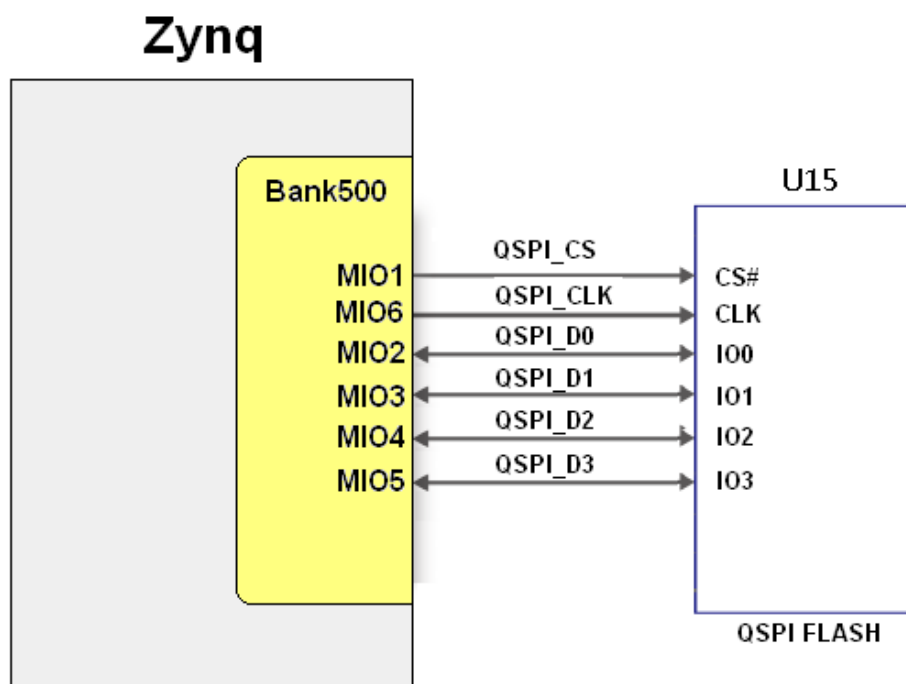 Zynq
U15
Bank500
MIO1 QSPI_CS CS#
MIO6 QSPI_CLK CLK
MIO2 QSPI_D0 IO0
MIO3 QSPI_D1 IO1
MIO4 QSPI_D2 IO2
MIO5 QSPI_D3 IO3
QSPI FLASH